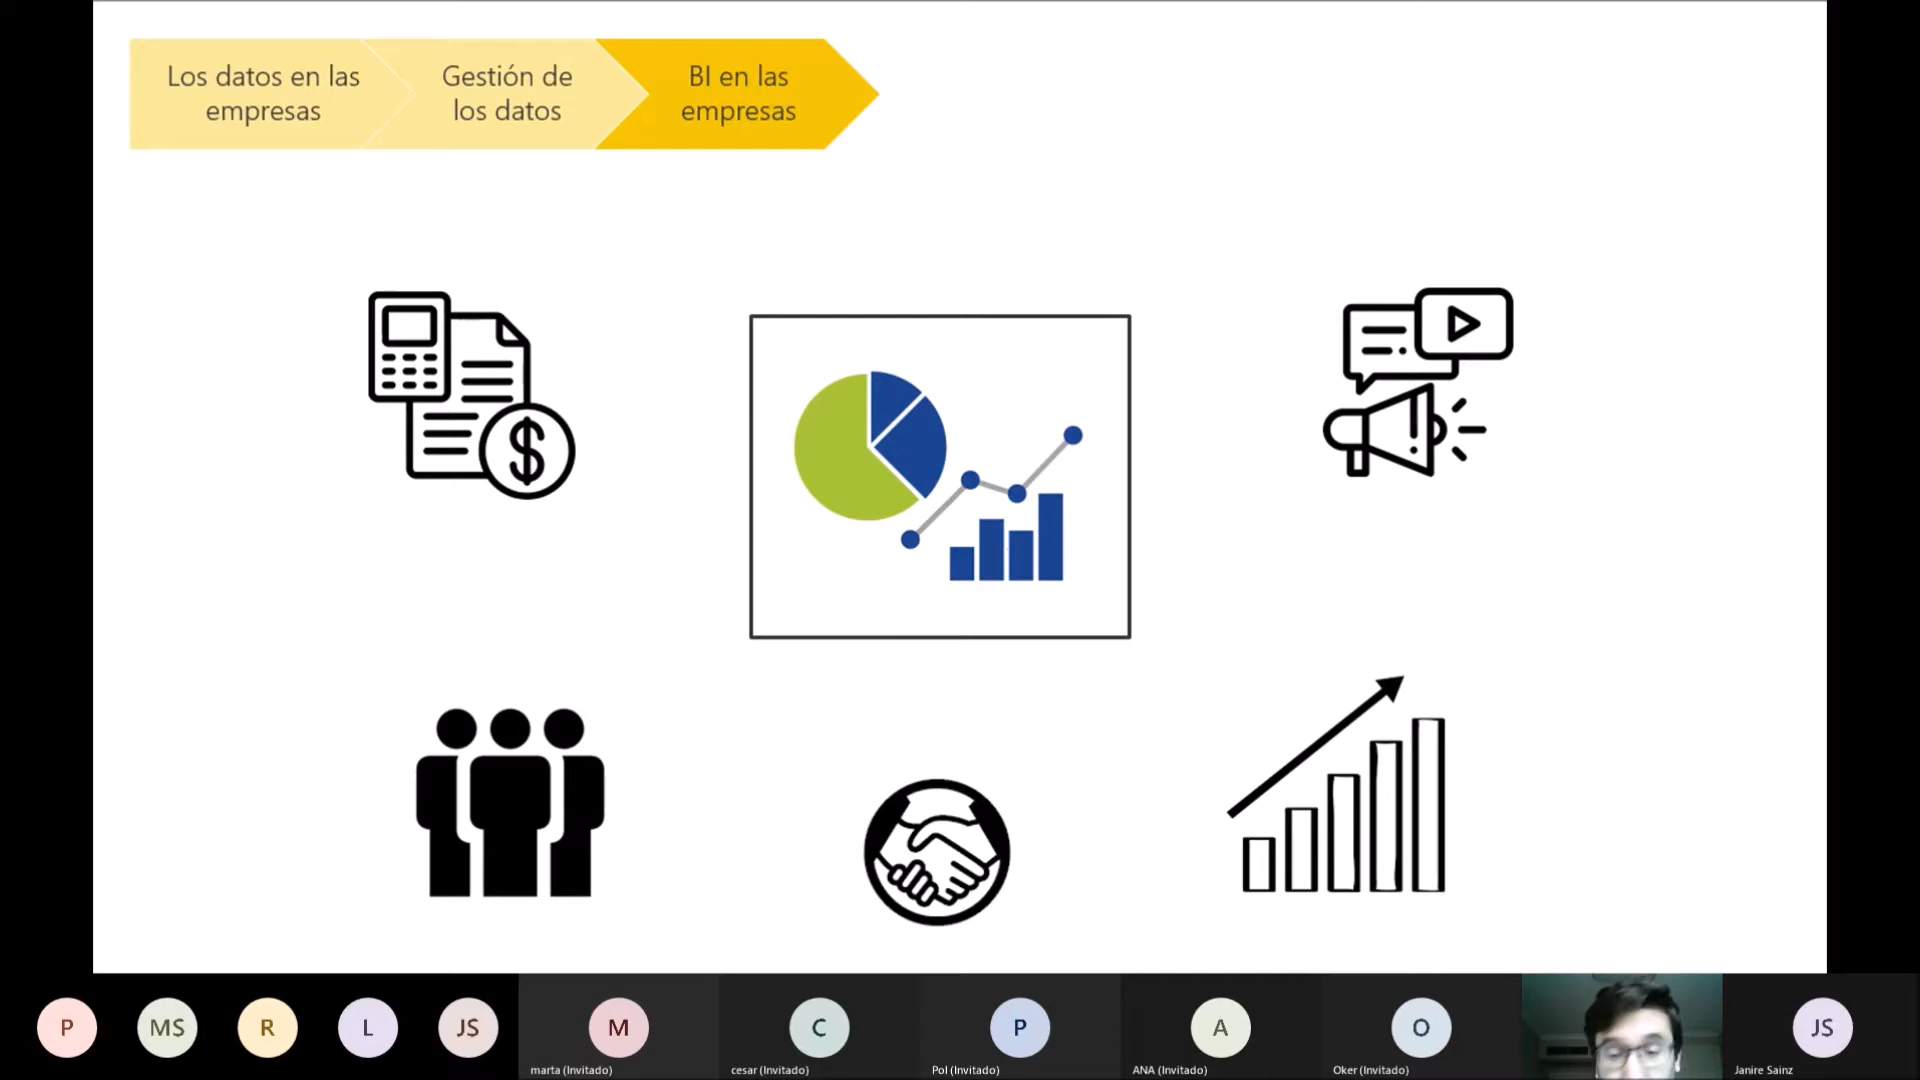 Los datos en las
empresas
Gestión de
los datos
BI en las
empresas
$
P
MS
R
L
JS
M
C
P
A
O
JS
marta (Invitado)
cesar (Invitado)
Pol (Invitado)
ANA (Invitado)
Oker (Invitado)
Janire Sainz